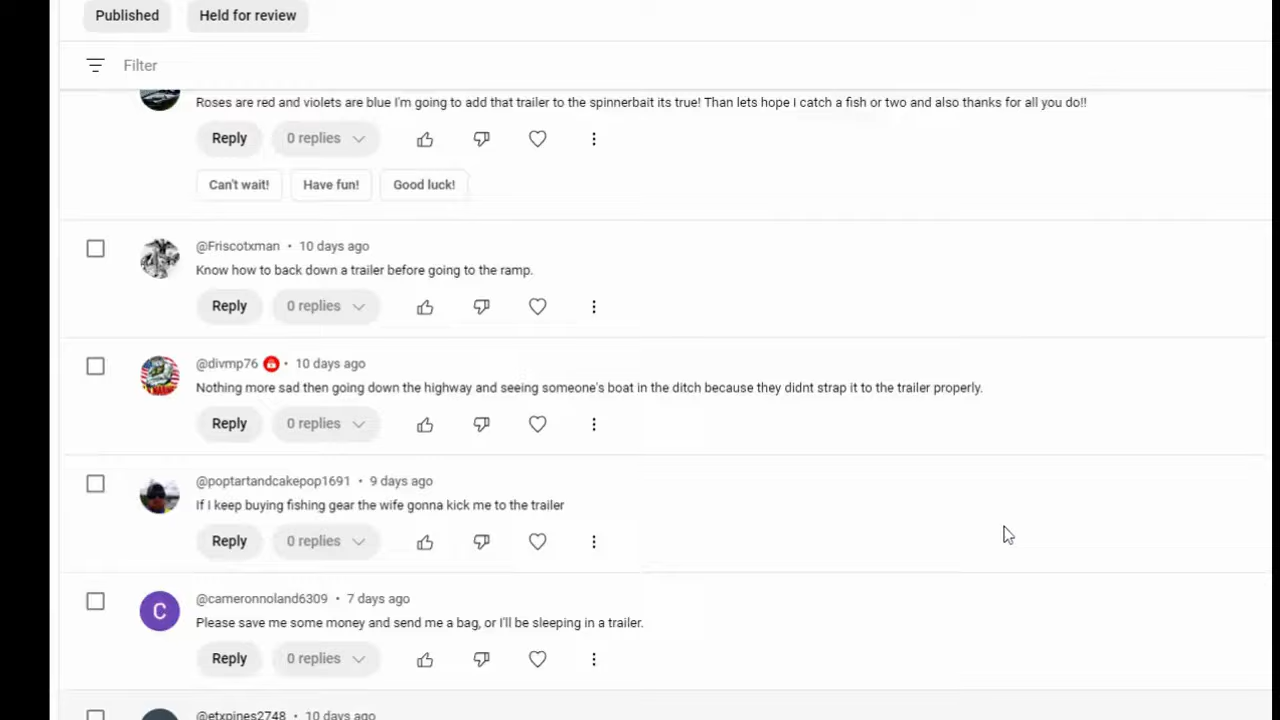 Published Held for review
Filter
Roses are red and violets are blue I'm going to add that trailer to the spinnerbait its true! Than lets hope I catch a fish or two and also thanks for all you do!!
Reply 0 replies
Can't wait! Have fun! Good luck!
@Friscotxman • 10 days ago
Know how to back down a trailer before going to the ramp.
Reply 0 replies
@divmp76 • 10 days ago
Nothing more sad then going down the highway and seeing someone's boat in the ditch because they didnt strap it to the trailer properly.
Reply 0 replies
@poptartandcakepop1691 • 9 days ago
If I keep buying fishing gear the wife gonna kick me to the trailer
Reply 0 replies
C
@cameronnoland6309 • 7 days ago
Please save me some money and send me a bag, or I'll be sleeping in a trailer.
Reply 0 replies
@etxpines2748 • 10 days ago